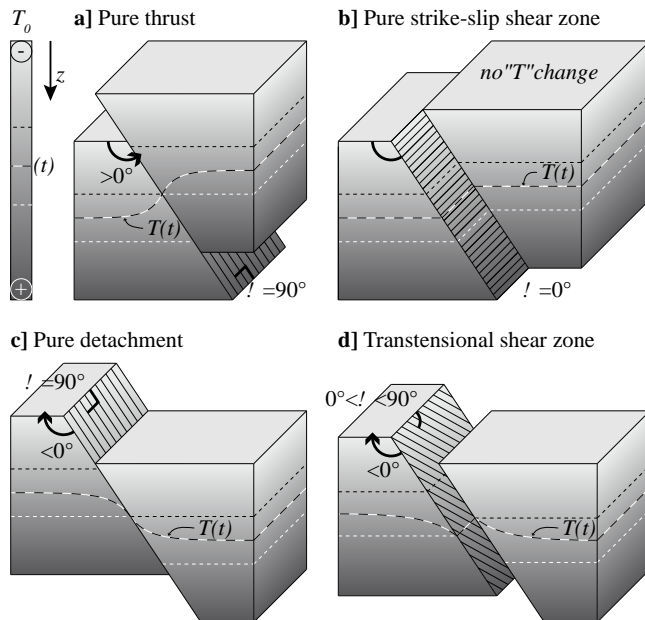 T0
-
z
(t)
+
a] Pure thrust
>0°
T(t)
! =90°
b] Pure strike-slip shear zone
no"T"change
T(t)
! =0°
c] Pure detachment
! =90°
<0°
T(t)
d] Transtensional shear zone
0°<! <90°
<0°
T(t)